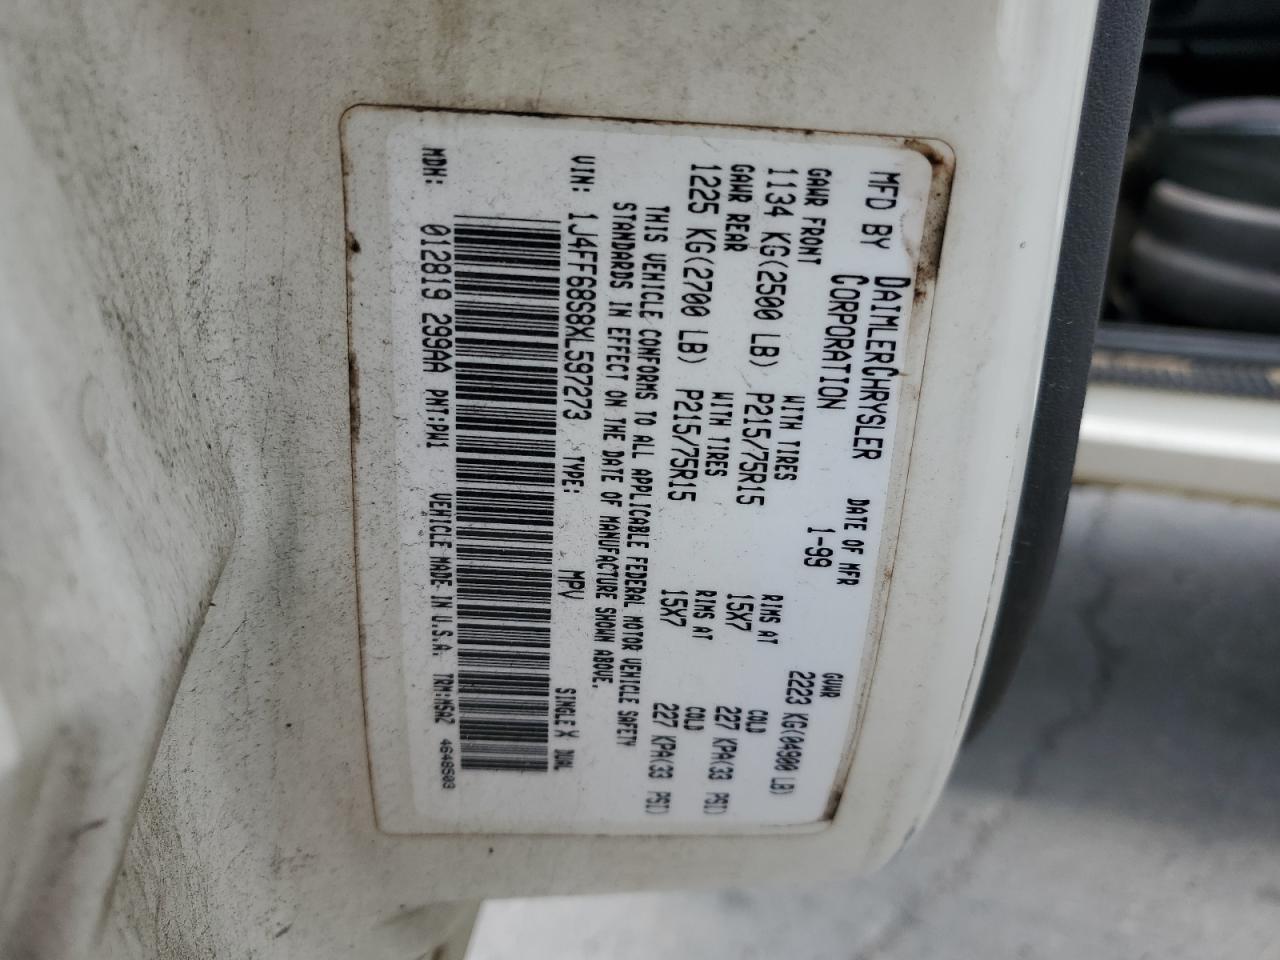 MFD BY DAIMLERCHRYSLER CORPORATION DATE OF MFR 1-99 GVWR 2223 KG(04900 LB)
GAWR FRONT WITH TIRES RIMS AT COLD
1134 KG(2500 LB) P215/75R15 15X7 227 KPA(33 PSI)
GAWR REAR WITH TIRES RIMS AT COLD
1225 KG(2700 LB) P215/75R15 15X7 227 KPA(33 PSI)
THIS VEHICLE CONFORMS TO ALL APPLICABLE FEDERAL MOTOR VEHICLE SAFETY
STANDARDS IN EFFECT ON THE DATE OF MANUFACTURE SHOWN ABOVE.
VIN: 1J4FF68S8XL597273 TYPE: MPV SINGLE X DUAL
MDH: 012819 299AA PNT:PW1 VEHICLE MADE IN U.S.A. TRM:M5AZ 4648503